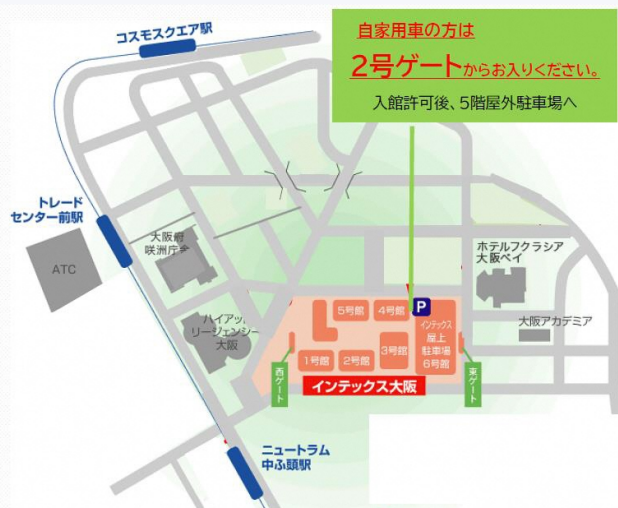 自家用車の方は
2号ゲートからお入りください。
入館許可後、5階屋外駐車場へ
コスモスクエア駅
トレード
センター前駅
ATC
大阪府
咲洲庁舎
ホテルフクラシア
大阪ベイ
大阪アカデミア
ハイアット
リージェンシー
大阪
5号館
4号館
P
インテックス
屋上
駐車場
6号館
3号館
1号館
2号館
西ゲート
東ゲート
インテックス大阪
ニュートラム
中ふ頭駅